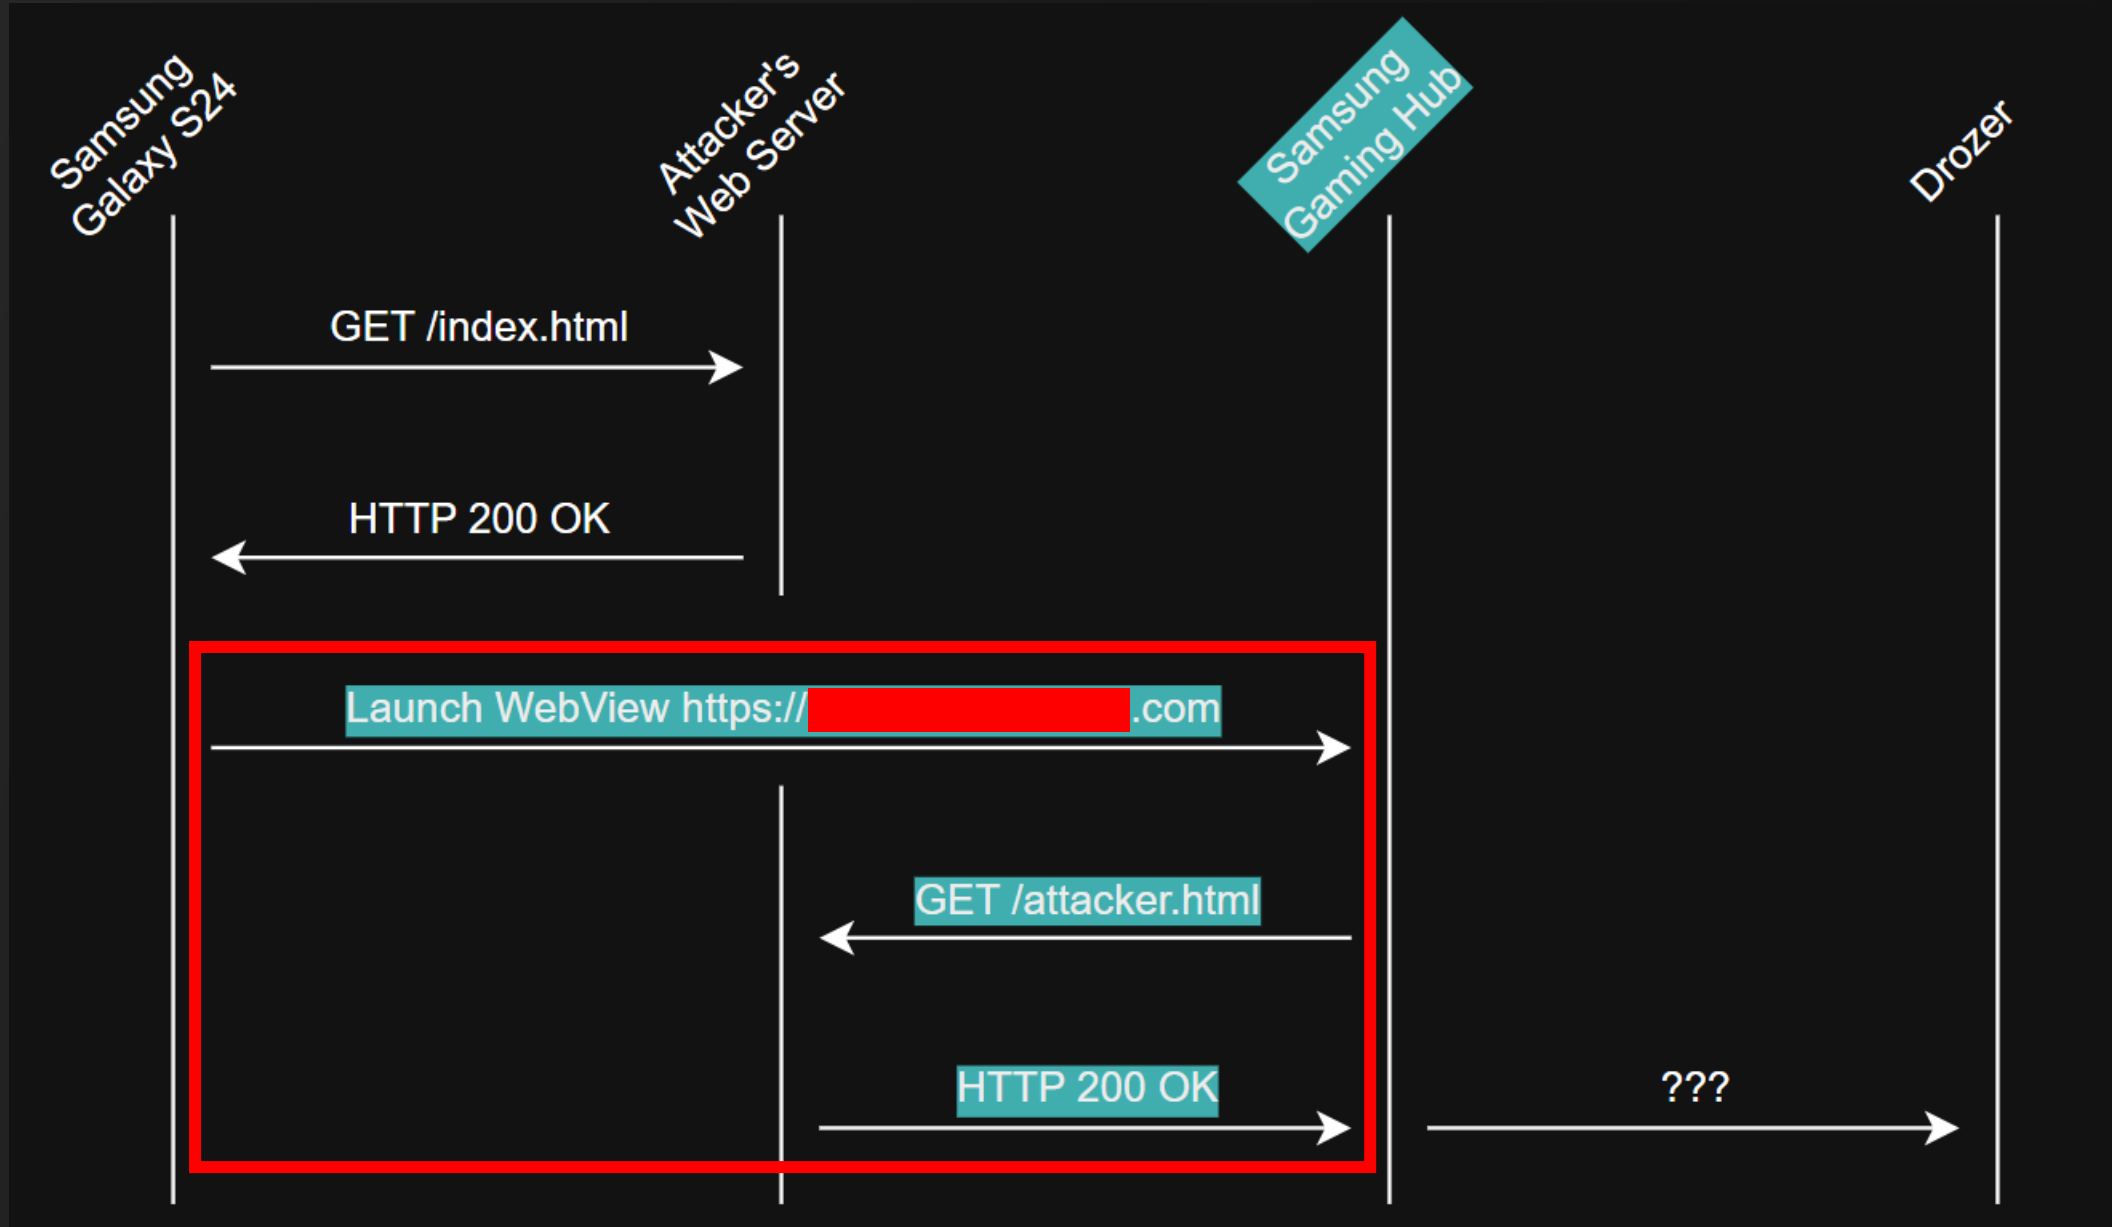 Samsung
Galaxy S24
Attacker's
Web Server
Samsung
Gaming Hub
Drozer
GET /index.html
HTTP 200 OK
Launch WebView https:// .com
GET /attacker.html
HTTP 200 OK
???